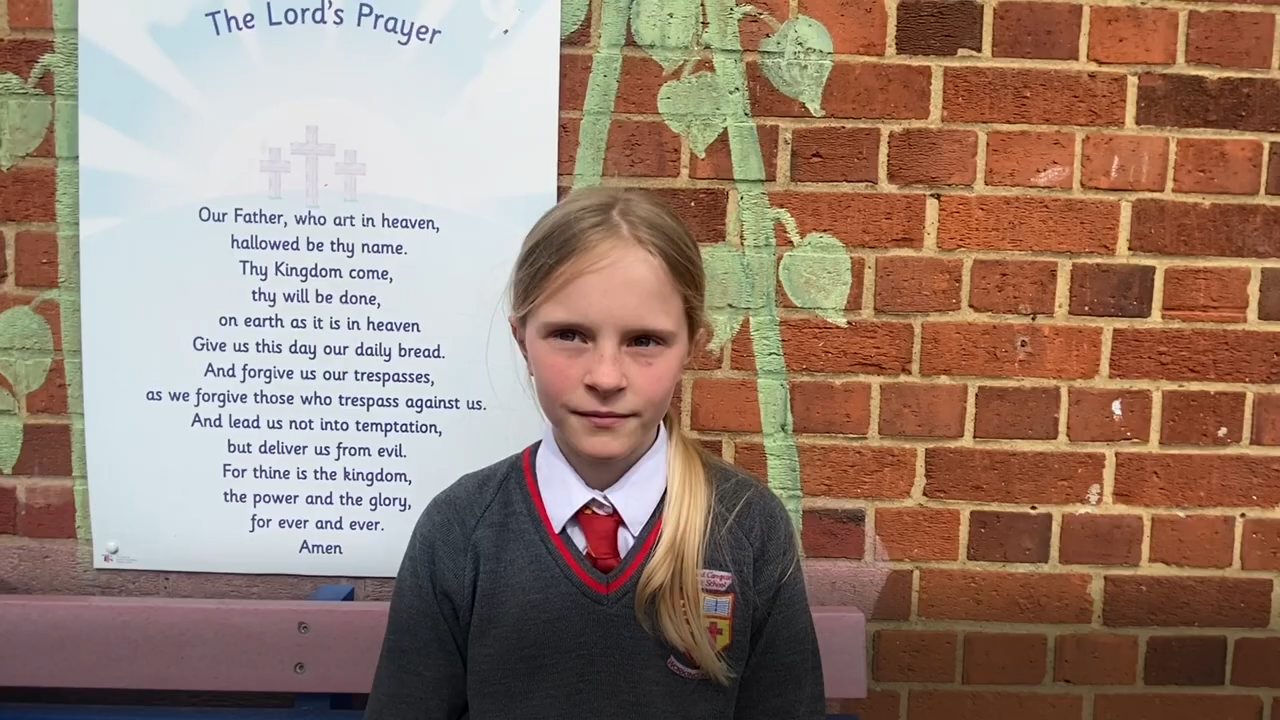 The Lord's Prayer
Our Father, who art in heaven,
hallowed be thy name.
Thy Kingdom come,
thy will be done,
on earth as it is in heaven
Give us this day our daily bread.
And forgive us our trespasses,
as we forgive those who trespass against us.
And lead us not into temptation,
but deliver us from evil.
For thine is the kingdom,
the power and the glory,
for ever and ever.
Amen
School